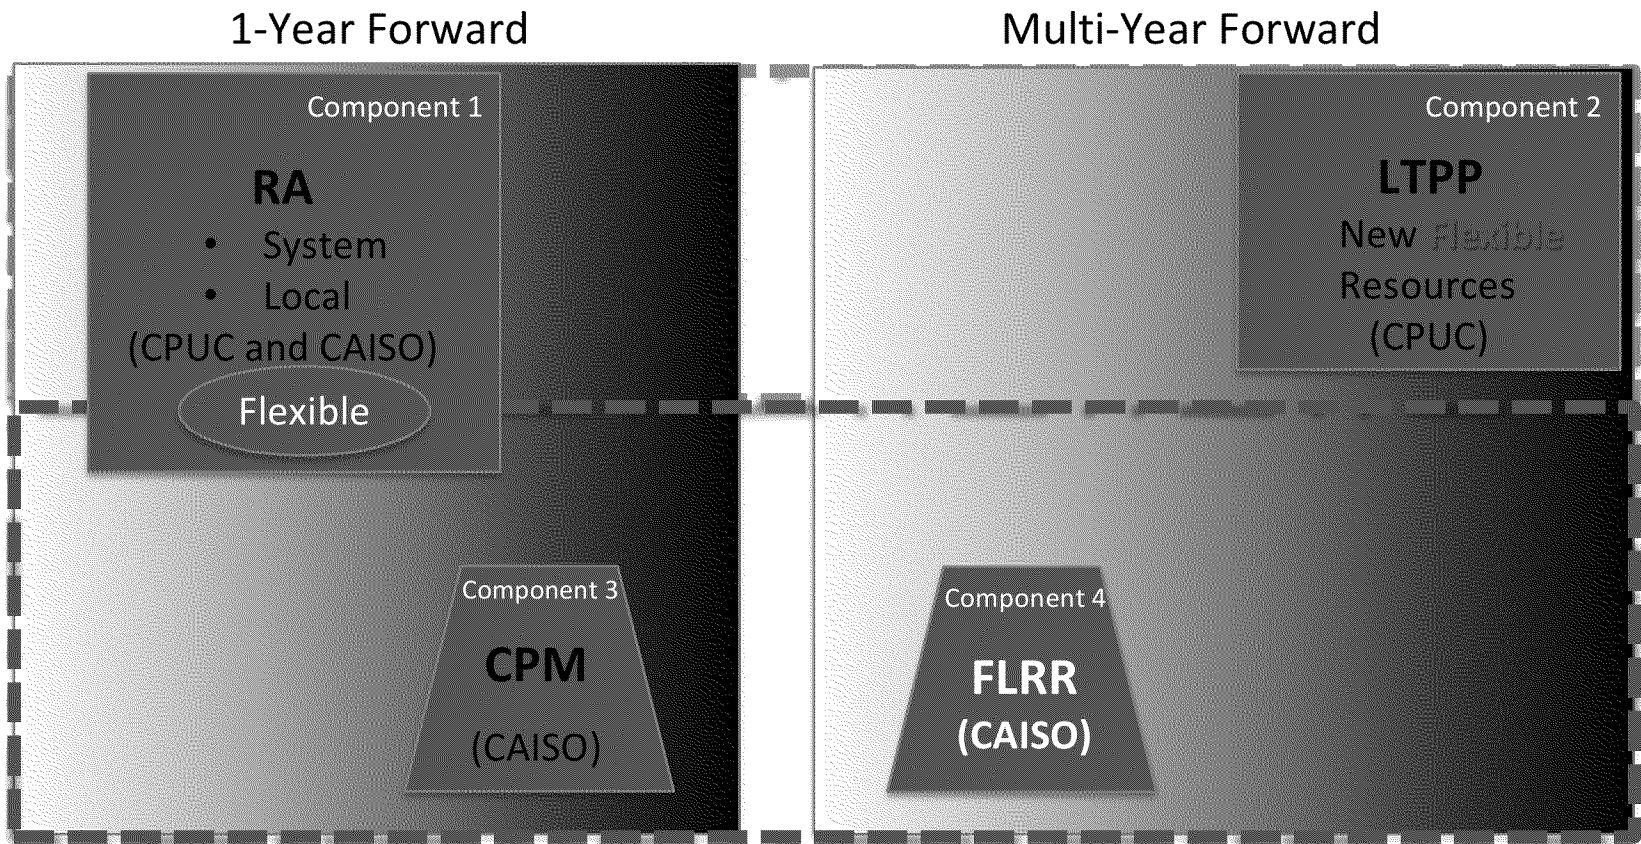 1-Year Forward
Multi-Year Forward
Component 1
RA
• System
• Local
(CPUC and CAISO)
Flexible
Component 2
LTPP
New Flexible
Resources
(CPUC)
Component 3
CPM
(CAISO)
Component 4
FLRR
(CAISO)